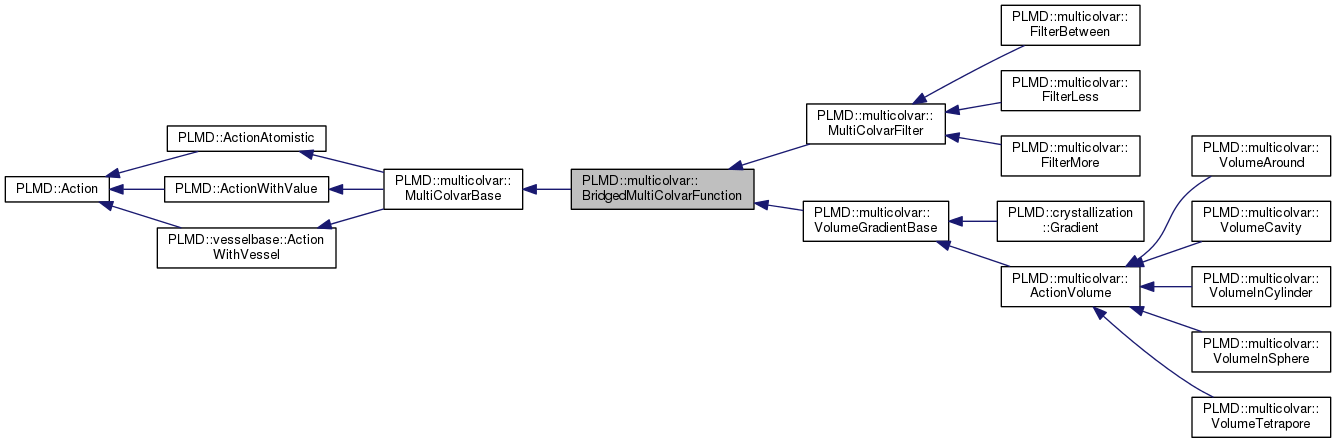 PLMD::Action
PLMD::ActionAtomistic
PLMD::ActionWithValue
PLMD::vesselbase::Action
WithVessel
PLMD::multicolvar::
MultiColvarBase
PLMD::multicolvar::
BridgedMultiColvarFunction
PLMD::multicolvar::
MultiColvarFilter
PLMD::multicolvar::
VolumeGradientBase
PLMD::multicolvar::
FilterBetween
PLMD::multicolvar::
FilterLess
PLMD::multicolvar::
FilterMore
PLMD::crystallization
::Gradient
PLMD::multicolvar::
ActionVolume
PLMD::multicolvar::
VolumeAround
PLMD::multicolvar::
VolumeCavity
PLMD::multicolvar::
VolumeInCylinder
PLMD::multicolvar::
VolumeInSphere
PLMD::multicolvar::
VolumeTetrapore